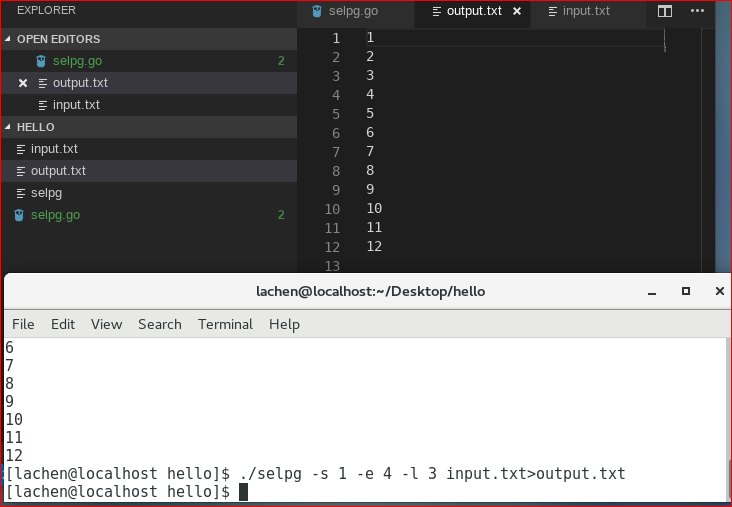 EXPLORER
OPEN EDITORS
selpg.go 2
output.txt
input.txt
HELLO
input.txt
output.txt
selpg
selpg.go 2
selpg.go output.txt input.txt
1 1
2 2
3 3
4 4
5 5
6 6
7 7
8 8
9 9
10 10
11 11
12 12
13
lachen@localhost:~/Desktop/hello
File Edit View Search Terminal Help
6
7
8
9
10
11
12
[lachen@localhost hello]$ ./selpg -s 1 -e 4 -l 3 input.txt>output.txt
[lachen@localhost hello]$